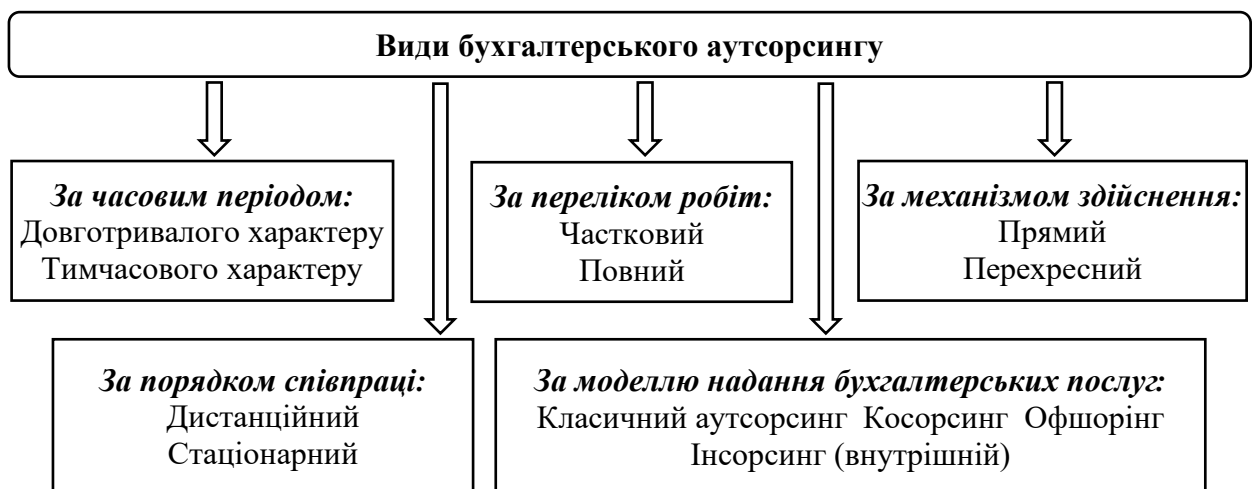 Види бухгалтерського аутсорсингу
За часовим періодом:
Довготривалого характеру
Тимчасового характеру
За переліком робіт:
Частковий
Повний
За механізмом здійснення:
Прямий
Перехресний
За порядком співпраці:
Дистанційний
Стаціонарний
За моделлю надання бухгалтерських послуг:
Класичний аутсорсинг Косорсинг Офшорінг
Інсорсинг (внутрішній)